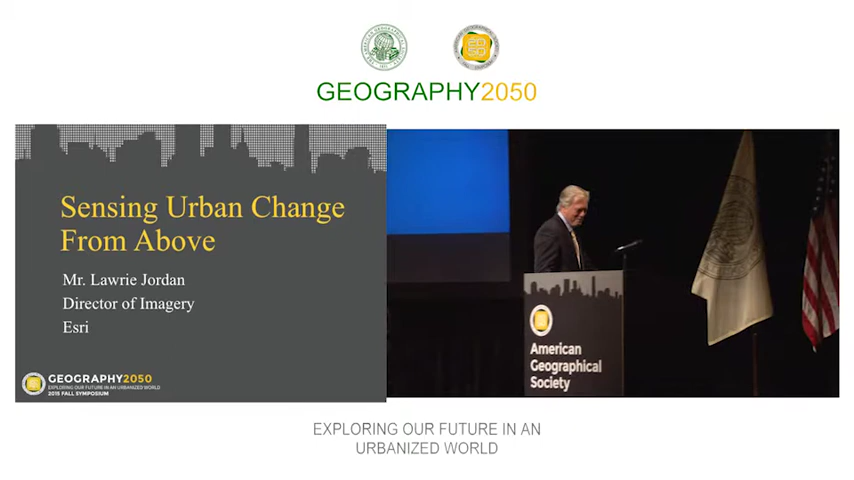 GEOGRAPHY2050
Sensing Urban Change
From Above
Mr. Lawrie Jordan
Director of Imagery
Esri
GEOGRAPHY2050
EXPLORING OUR FUTURE IN AN URBANIZED WORLD
2015 FALL SYMPOSIUM
American
Geographical
Society
EXPLORING OUR FUTURE IN AN
URBANIZED WORLD